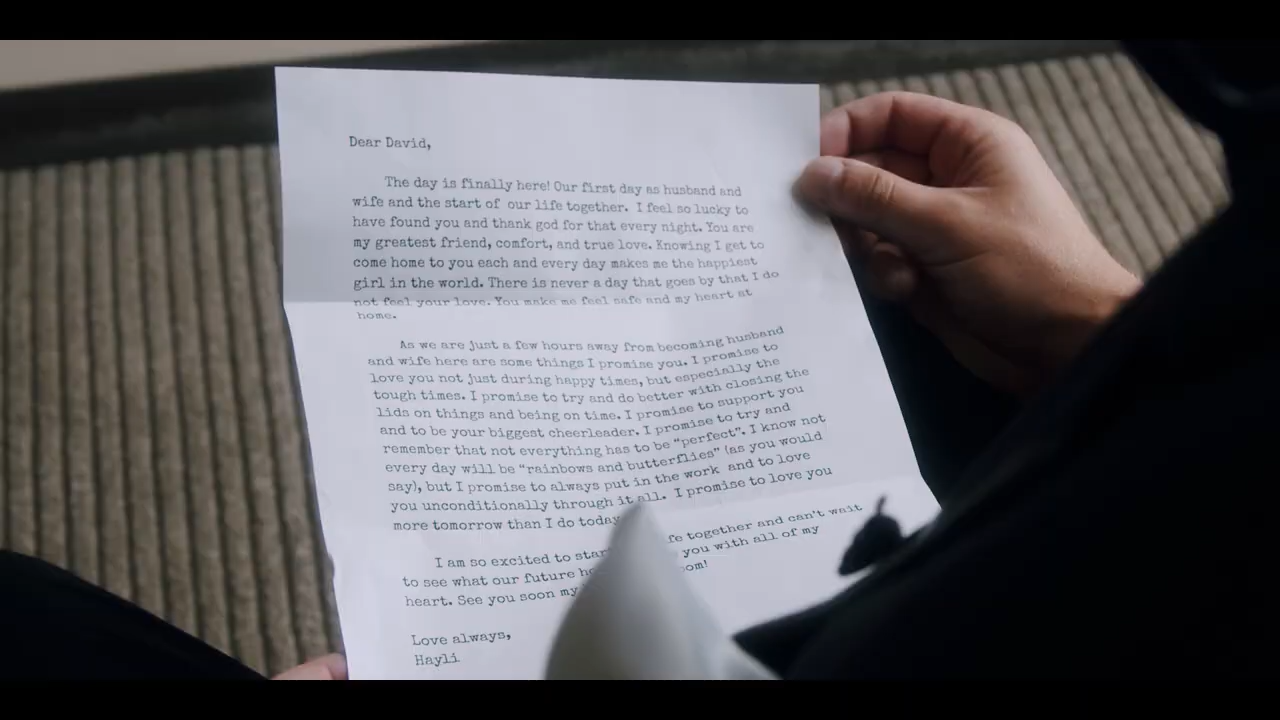 Dear David,
The day is finally here! Our first day as husband and
wife and the start of our life together. I feel so lucky to
have found you and thank god for that every night. You are
my greatest friend, comfort, and true love. Knowing I get to
come home to you each and every day makes me the happiest
girl in the world. There is never a day that goes by that I do
not feel your love. You make me feel safe and my heart at
home.
As we are just a few hours away from becoming husband
and wife here are some things I promise you. I promise to
love you not just during happy times, but especially the
tough times. I promise to try and do better with closing the
lids on things and being on time. I promise to support you
and to be your biggest cheerleader. I promise to try and
remember that not everything has to be "perfect". I know not
every day will be "rainbows and butterflies" (as you would
say), but I promise to always put in the work and to love
you unconditionally through it all. I promise to love you
more tomorrow than I do today
I am so excited to together and can't wait
to see what our future you with all of my
heart. See you soon my
Love always,
Hayli